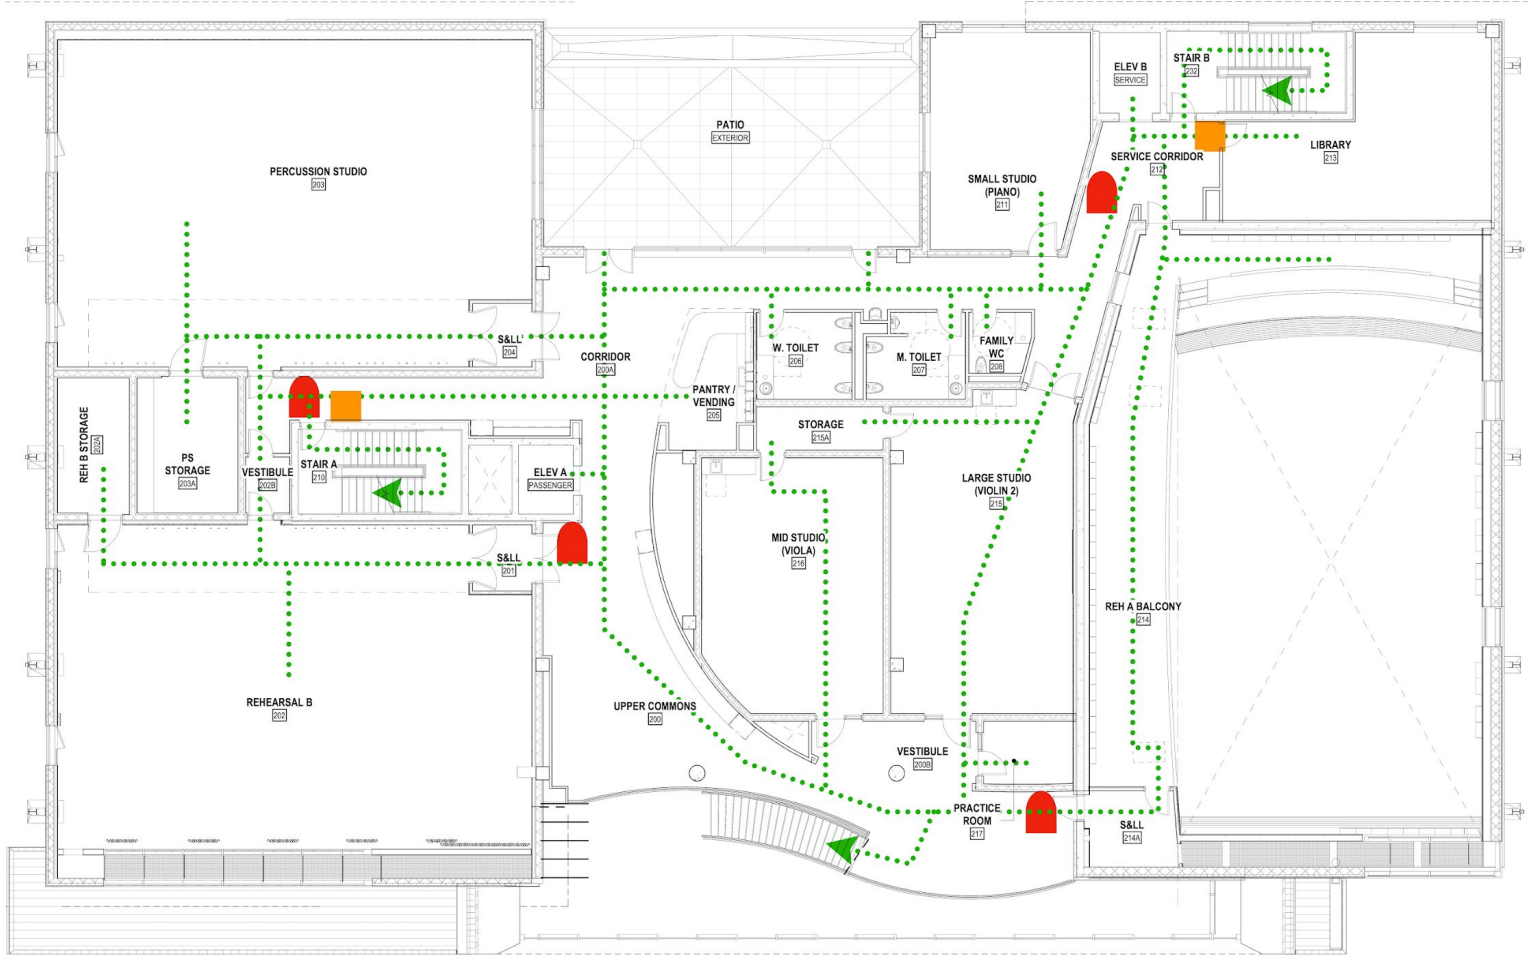 ELEV B
SERVICE
STAIR B
232
PATIO
EXTERIOR
PERCUSSION STUDIO
203
LIBRARY
213
SERVICE CORRIDOR
212
SMALL STUDIO
(PIANO)
211
S&LL
204
CORRIDOR
200A
W. TOILET
206
M. TOILET
207
FAMILY
WC
208
PANTRY /
VENDING
205
STORAGE
215A
REH B STORAGE
202A
PS
STORAGE
203A
VESTIBULE
202B
STAIR A
210
ELEV A
PASSENGER
LARGE STUDIO
(VIOLIN 2)
215
MID STUDIO
(VIOLA)
216
S&LL
201
REH A BALCONY
214
REHEARSAL B
202
UPPER COMMONS
200
VESTIBULE
200B
PRACTICE
ROOM
217
S&LL
214A